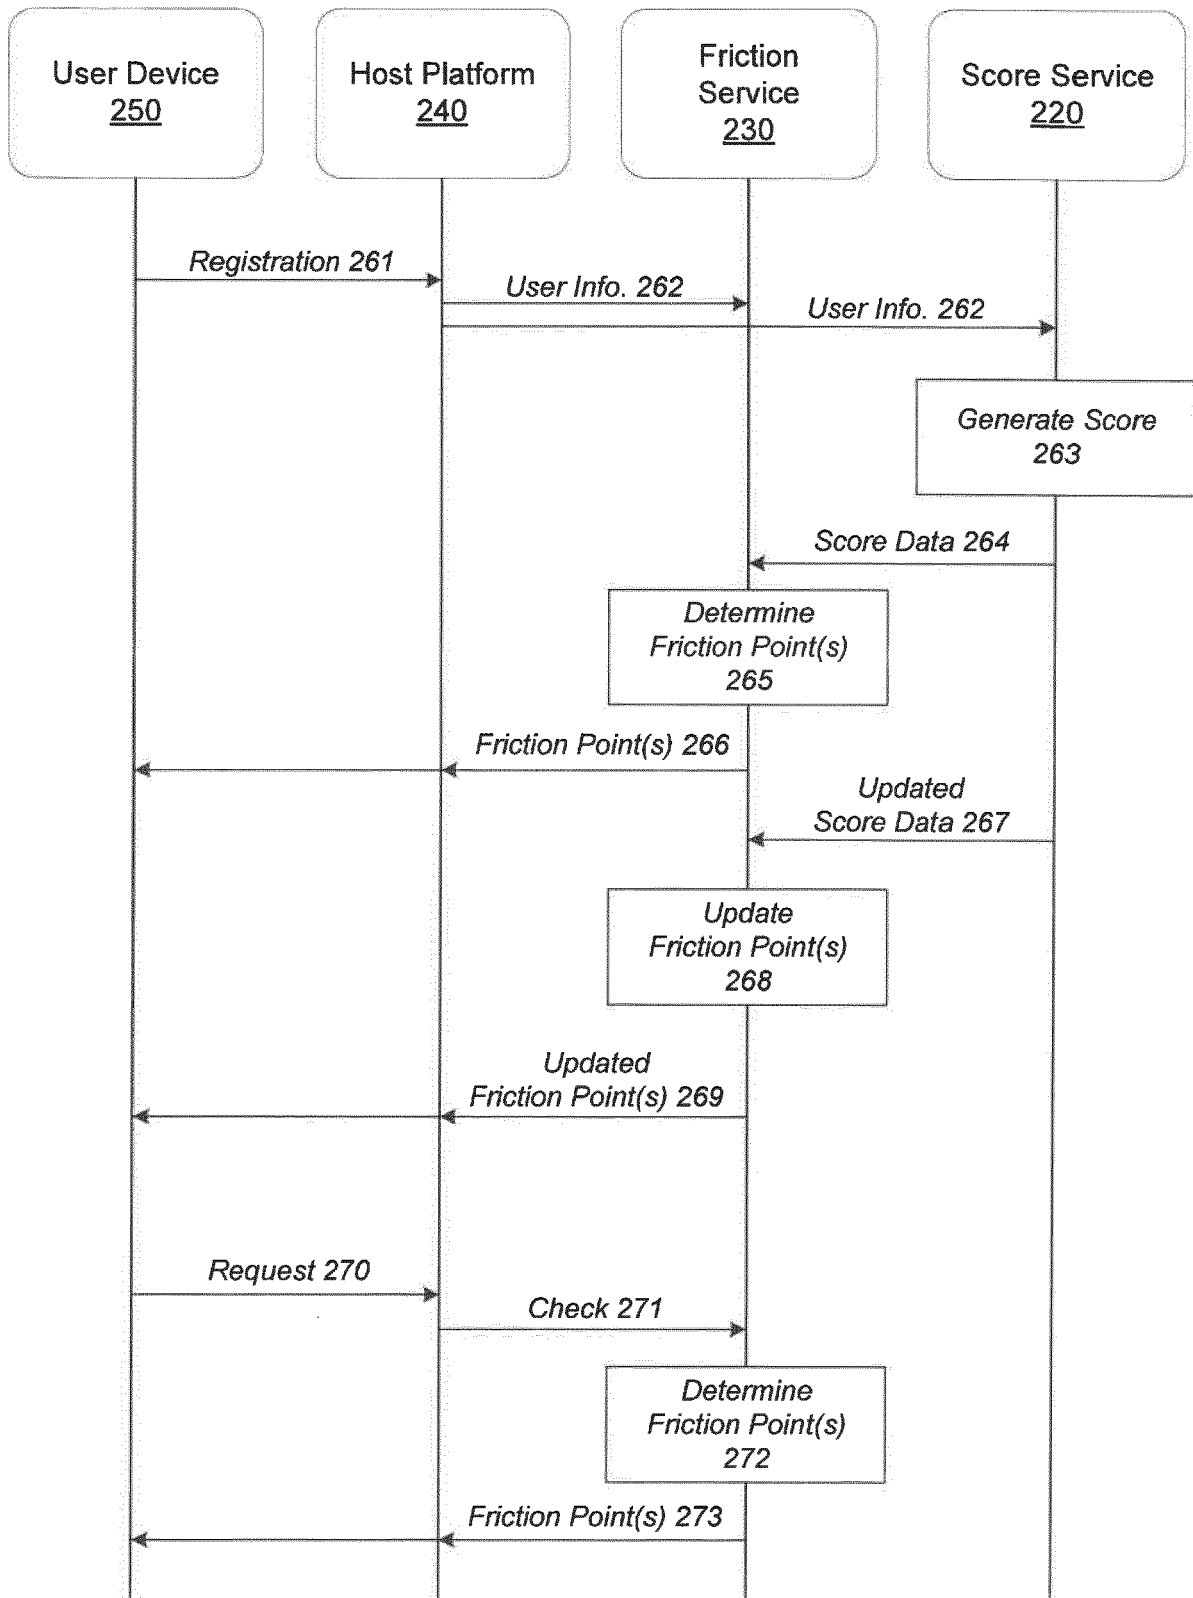 User Device
250
Host Platform
240
Friction
Service
230
Score Service
220
Registration 261
User Info. 262
User Info. 262
Generate Score
263
Score Data 264
Determine
Friction Point(s)
265
Friction Point(s) 266
Updated
Score Data 267
Update
Friction Point(s)
268
Updated
Friction Point(s) 269
Request 270
Check 271
Determine
Friction Point(s)
272
Friction Point(s) 273